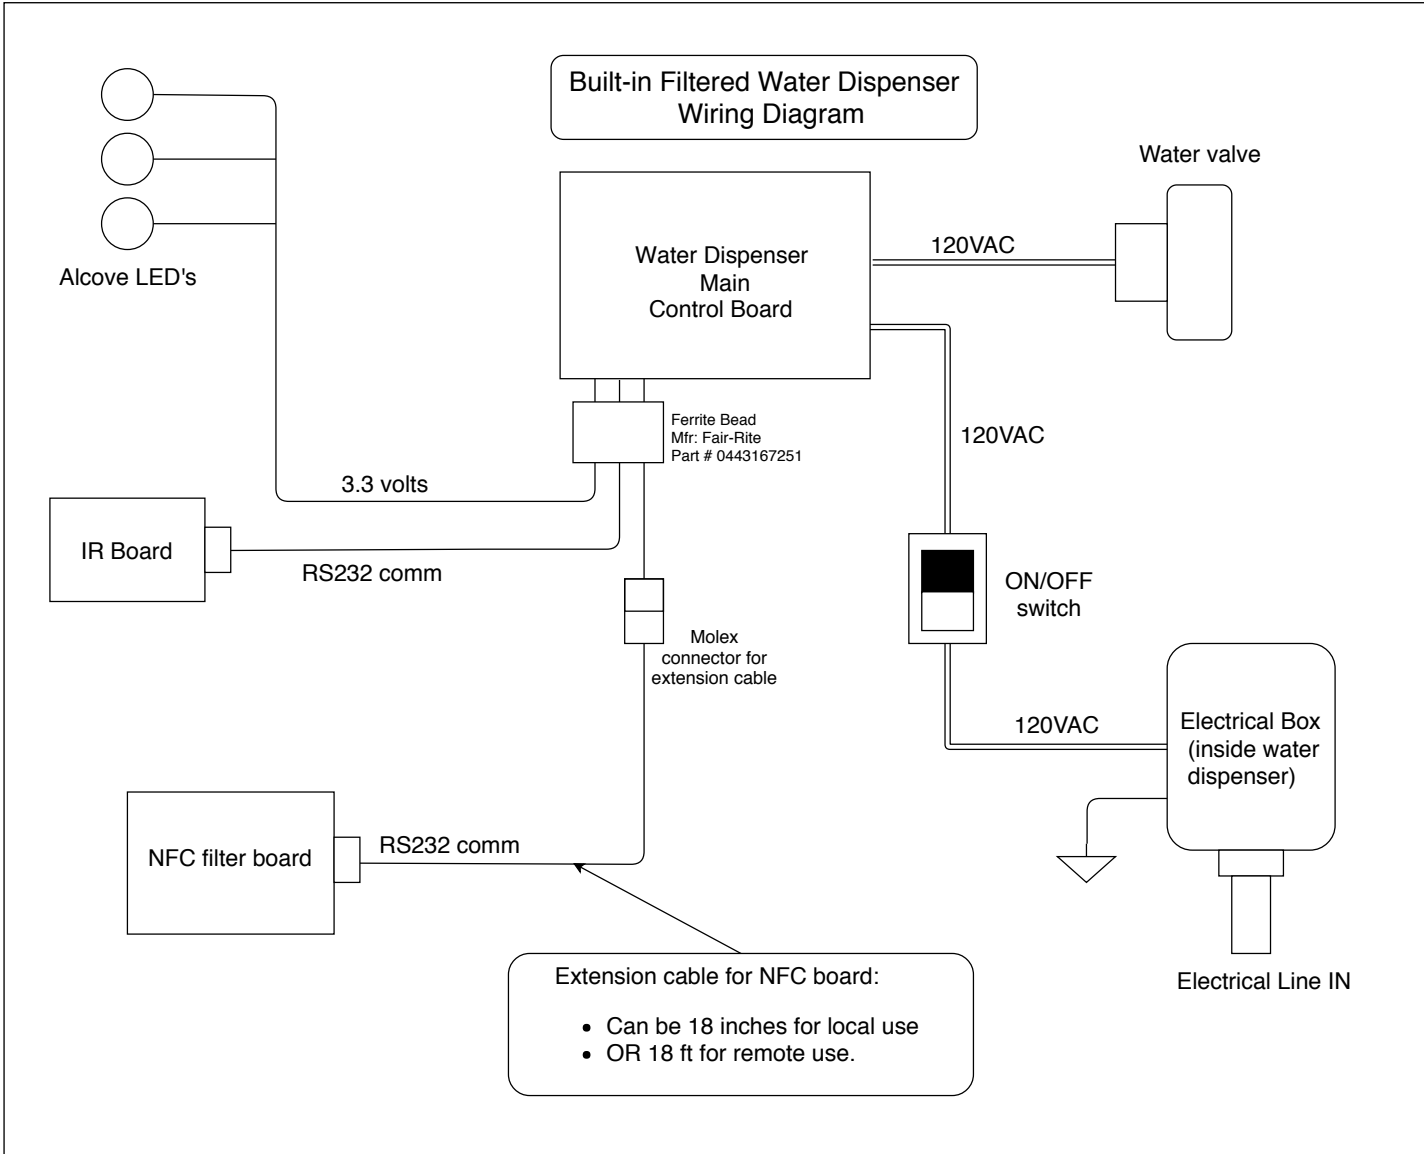 Built-in Filtered Water Dispenser
Wiring Diagram
Water valve
Alcove LED's
Water Dispenser
Main
Control Board
120VAC
Ferrite Bead
Mfr: Fair-Rite
Part # 0443167251
120VAC
3.3 volts
IR Board
RS232 comm
ON/OFF
switch
Molex
connector for
extension cable
120VAC
Electrical Box
(inside water
dispenser)
NFC filter board
RS232 comm
Extension cable for NFC board:
• Can be 18 inches for local use
• OR 18 ft for remote use.
Electrical Line IN